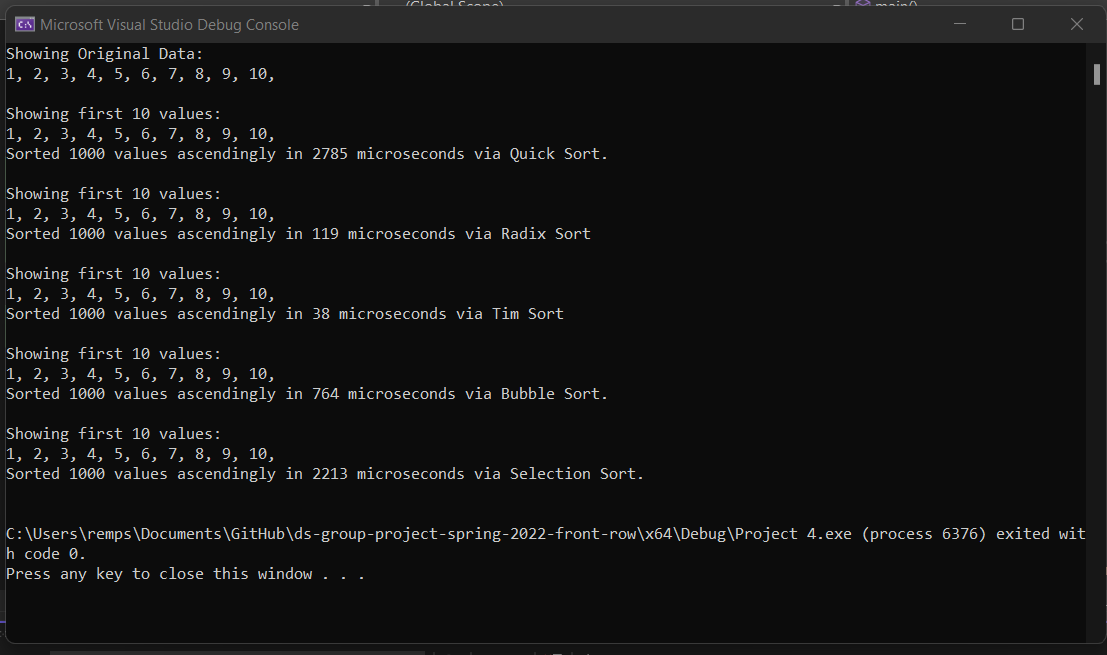 (Global Scope)
main()
Microsoft Visual Studio Debug Console
Showing Original Data:
1, 2, 3, 4, 5, 6, 7, 8, 9, 10,
Showing first 10 values:
1, 2, 3, 4, 5, 6, 7, 8, 9, 10,
Sorted 1000 values ascendingly in 2785 microseconds via Quick Sort.
Showing first 10 values:
1, 2, 3, 4, 5, 6, 7, 8, 9, 10,
Sorted 1000 values ascendingly in 119 microseconds via Radix Sort
Showing first 10 values:
1, 2, 3, 4, 5, 6, 7, 8, 9, 10,
Sorted 1000 values ascendingly in 38 microseconds via Tim Sort
Showing first 10 values:
1, 2, 3, 4, 5, 6, 7, 8, 9, 10,
Sorted 1000 values ascendingly in 764 microseconds via Bubble Sort.
Showing first 10 values:
1, 2, 3, 4, 5, 6, 7, 8, 9, 10,
Sorted 1000 values ascendingly in 2213 microseconds via Selection Sort.
C:\Users\remps\Documents\GitHub\ds-group-project-spring-2022-front-row\x64\Debug\Project 4.exe (process 6376) exited wit
h code 0.
Press any key to close this window . . .